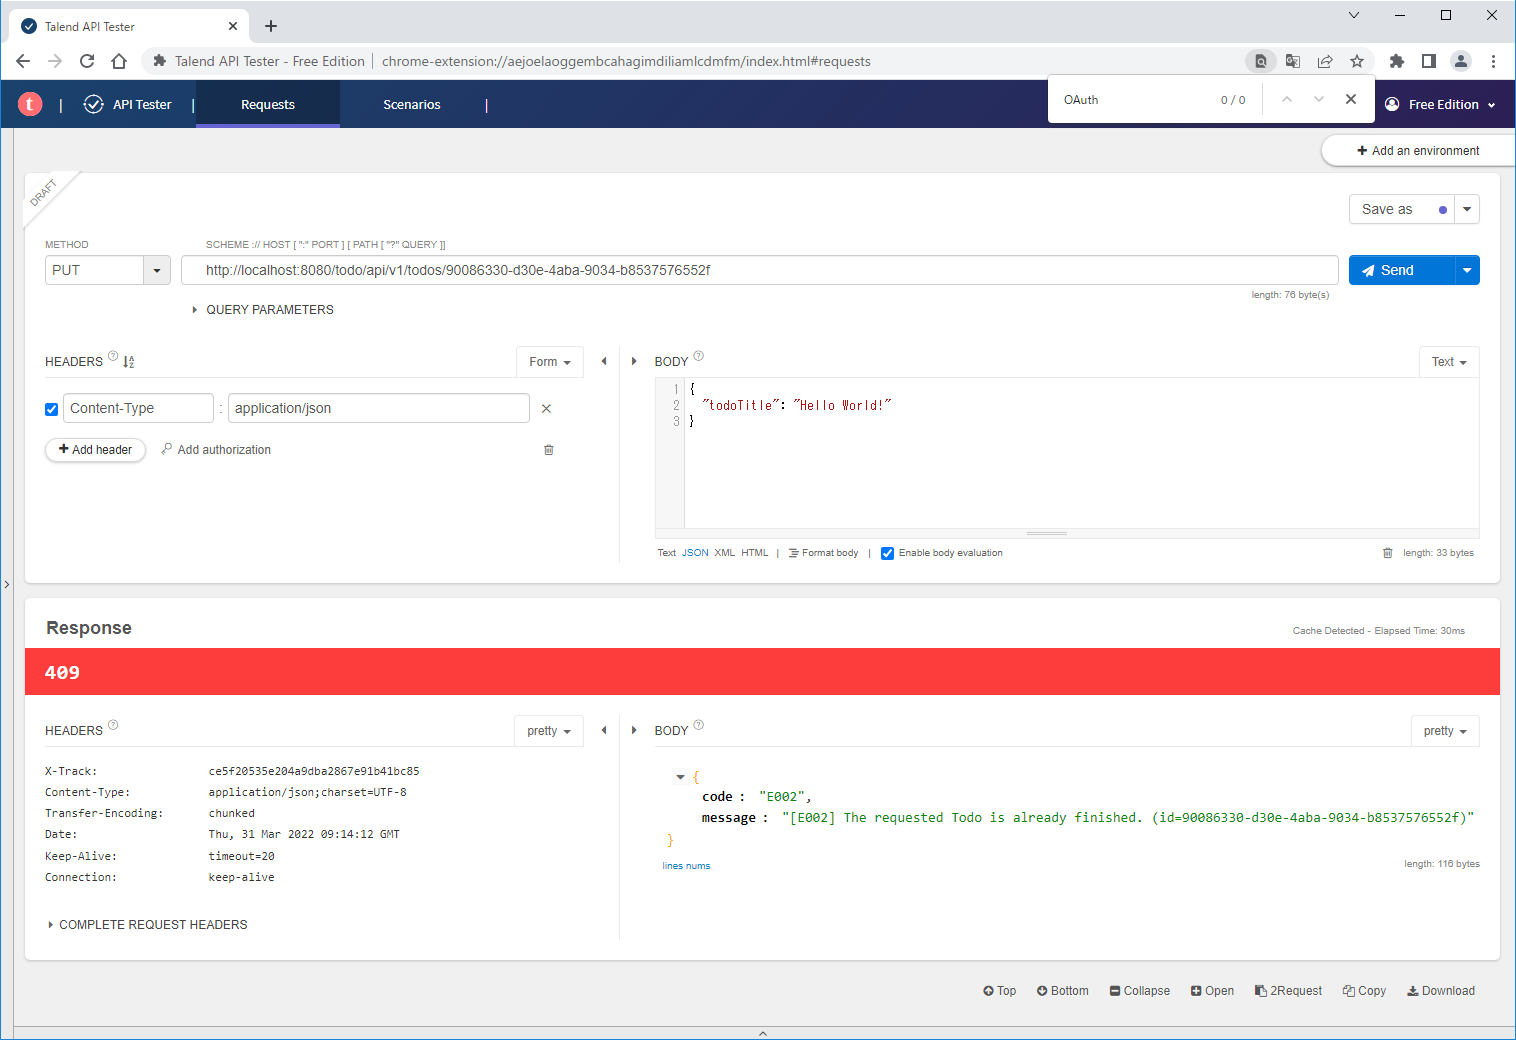 Talend API Tester
Talend API Tester - Free Edition | chrome-extension://aejoelaoggembcahagimdiliamlcdmfm/index.html#requests
OAuth 0 / 0
t | API Tester | Requests Scenarios | Free Edition
+ Add an environment
DRAFT
Save as
METHOD SCHEME :// HOST [ ":" PORT ] [ PATH [ "?" QUERY ]]
PUT http://localhost:8080/todo/api/v1/todos/90086330-d30e-4aba-9034-b8537576552f Send
length: 76 byte(s)
QUERY PARAMETERS
HEADERS ? Form
Content-Type : application/json
+ Add header Add authorization
BODY ? Text
1 {
2 "todoTitle": "Hello World!"
3 }
Text JSON XML HTML | Format body | Enable body evaluation length: 33 bytes
Response
Cache Detected - Elapsed Time: 30ms
409
HEADERS ? pretty
X-Track: ce5f20535e204a9dba2867e91b41bc85
Content-Type: application/json;charset=UTF-8
Transfer-Encoding: chunked
Date: Thu, 31 Mar 2022 09:14:12 GMT
Keep-Alive: timeout=20
Connection: keep-alive
COMPLETE REQUEST HEADERS
BODY ? pretty
{
code : "E002",
message : "[E002] The requested Todo is already finished. (id=90086330-d30e-4aba-9034-b8537576552f)"
}
lines nums length: 116 bytes
Top Bottom Collapse Open 2Request Copy Download